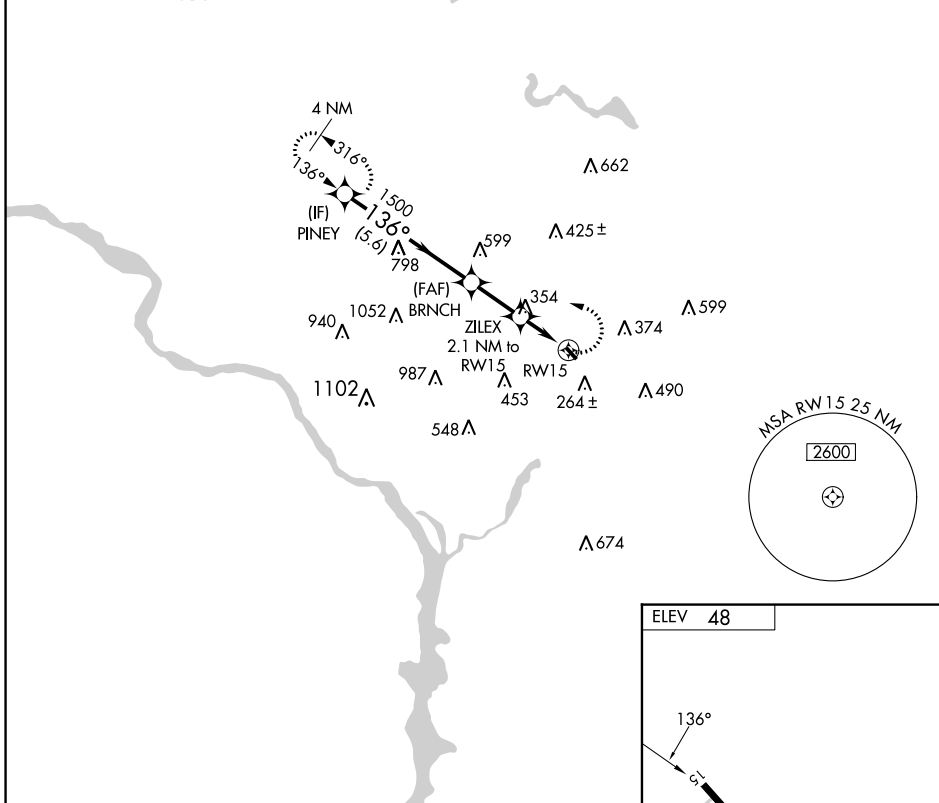 4 NM
316°
136°
(IF)
PINEY
1500
136°
(5.6)
798
662
425 ±
599
(FAF)
BRNCH
354
599
374
1052
940
ZILEX
2.1 NM to
RW15
RW15
987
1102
453
264 ±
490
548
MSA RW15 25 NM
2600
674
ELEV 48
136°
15